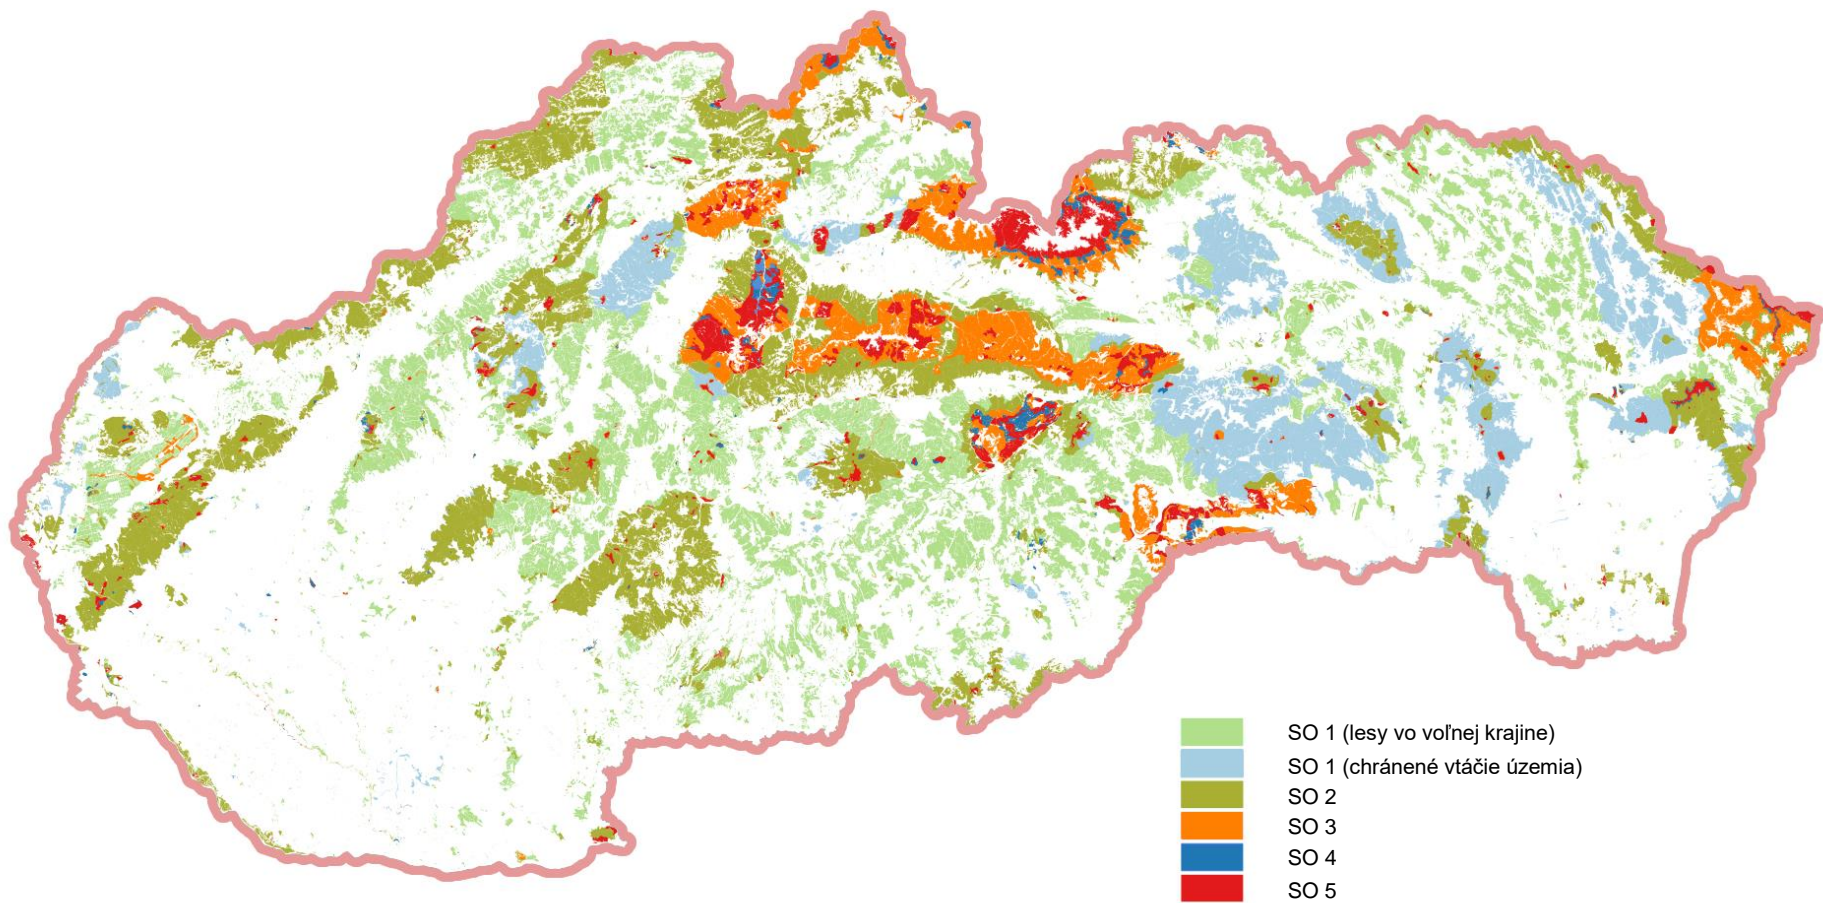 SO 1 (lesy vo voľnej krajine)
SO 1 (chránené vtáčie územia)
SO 2
SO 3
SO 4
SO 5